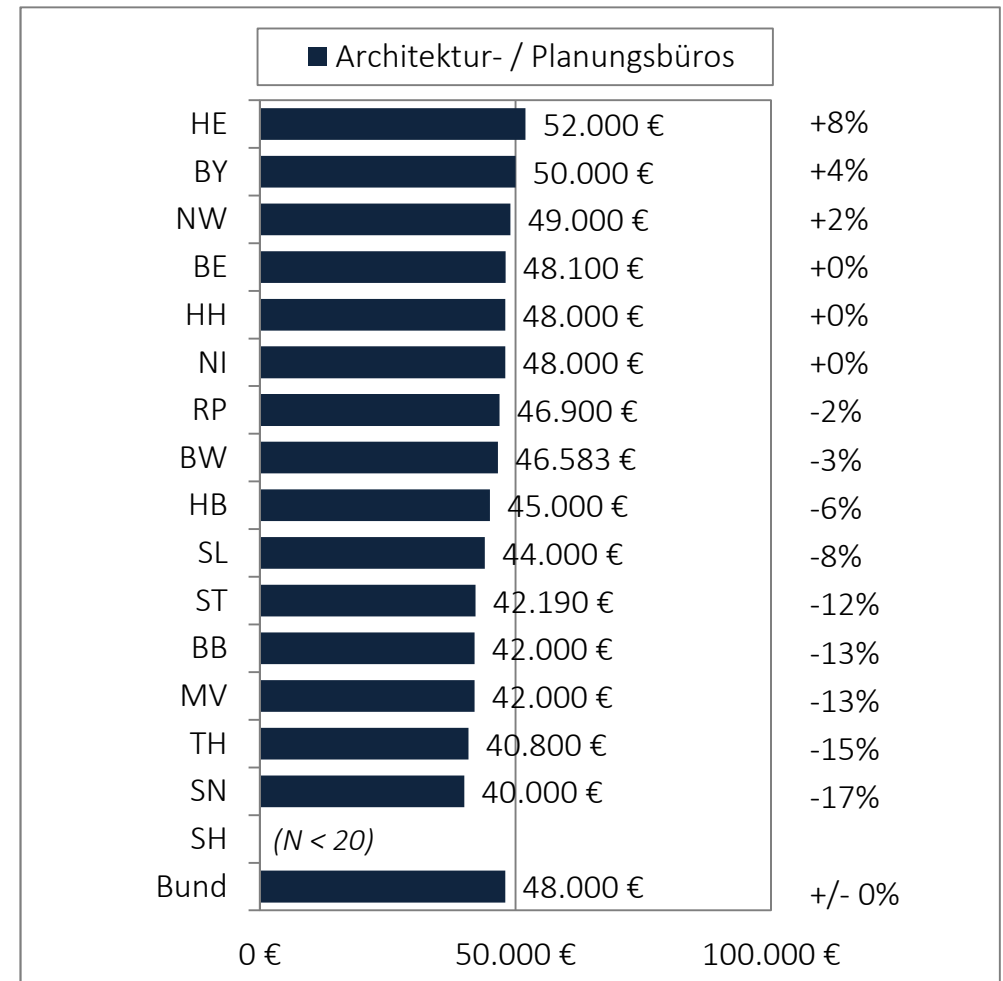 Architektur- / Planungsbüros
HE 52.000 € +8%
BY 50.000 € +4%
NW 49.000 € +2%
BE 48.100 € +0%
HH 48.000 € +0%
NI 48.000 € +0%
RP 46.900 € -2%
BW 46.583 € -3%
HB 45.000 € -6%
SL 44.000 € -8%
ST 42.190 € -12%
BB 42.000 € -13%
MV 42.000 € -13%
TH 40.800 € -15%
SN 40.000 € -17%
SH (N < 20)
Bund 48.000 € +/- 0%
0 € 50.000 € 100.000 €